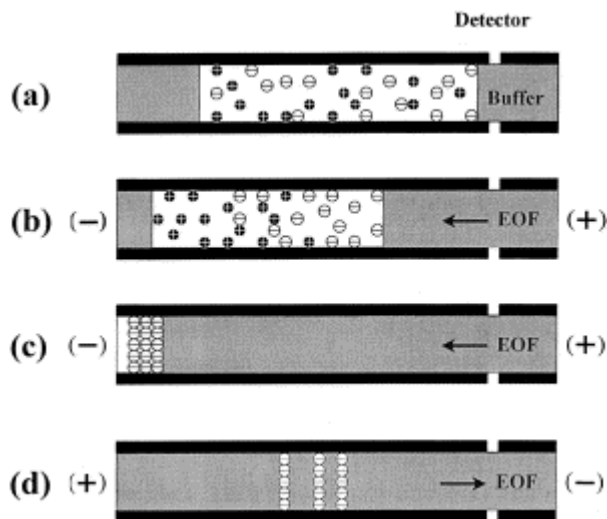 Detector
(a) Buffer
(b) (−) EOF (+)
(c) (−) EOF (+)
(d) (+) EOF (−)